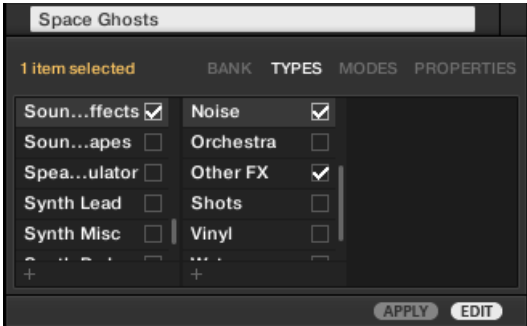 Space Ghosts
1 item selected BANK TYPES MODES PROPERTIES
Soun...ffects Noise
Soun...apes Orchestra
Spea...ulator Other FX
Synth Lead Shots
Synth Misc Vinyl
+ +
APPLY EDIT